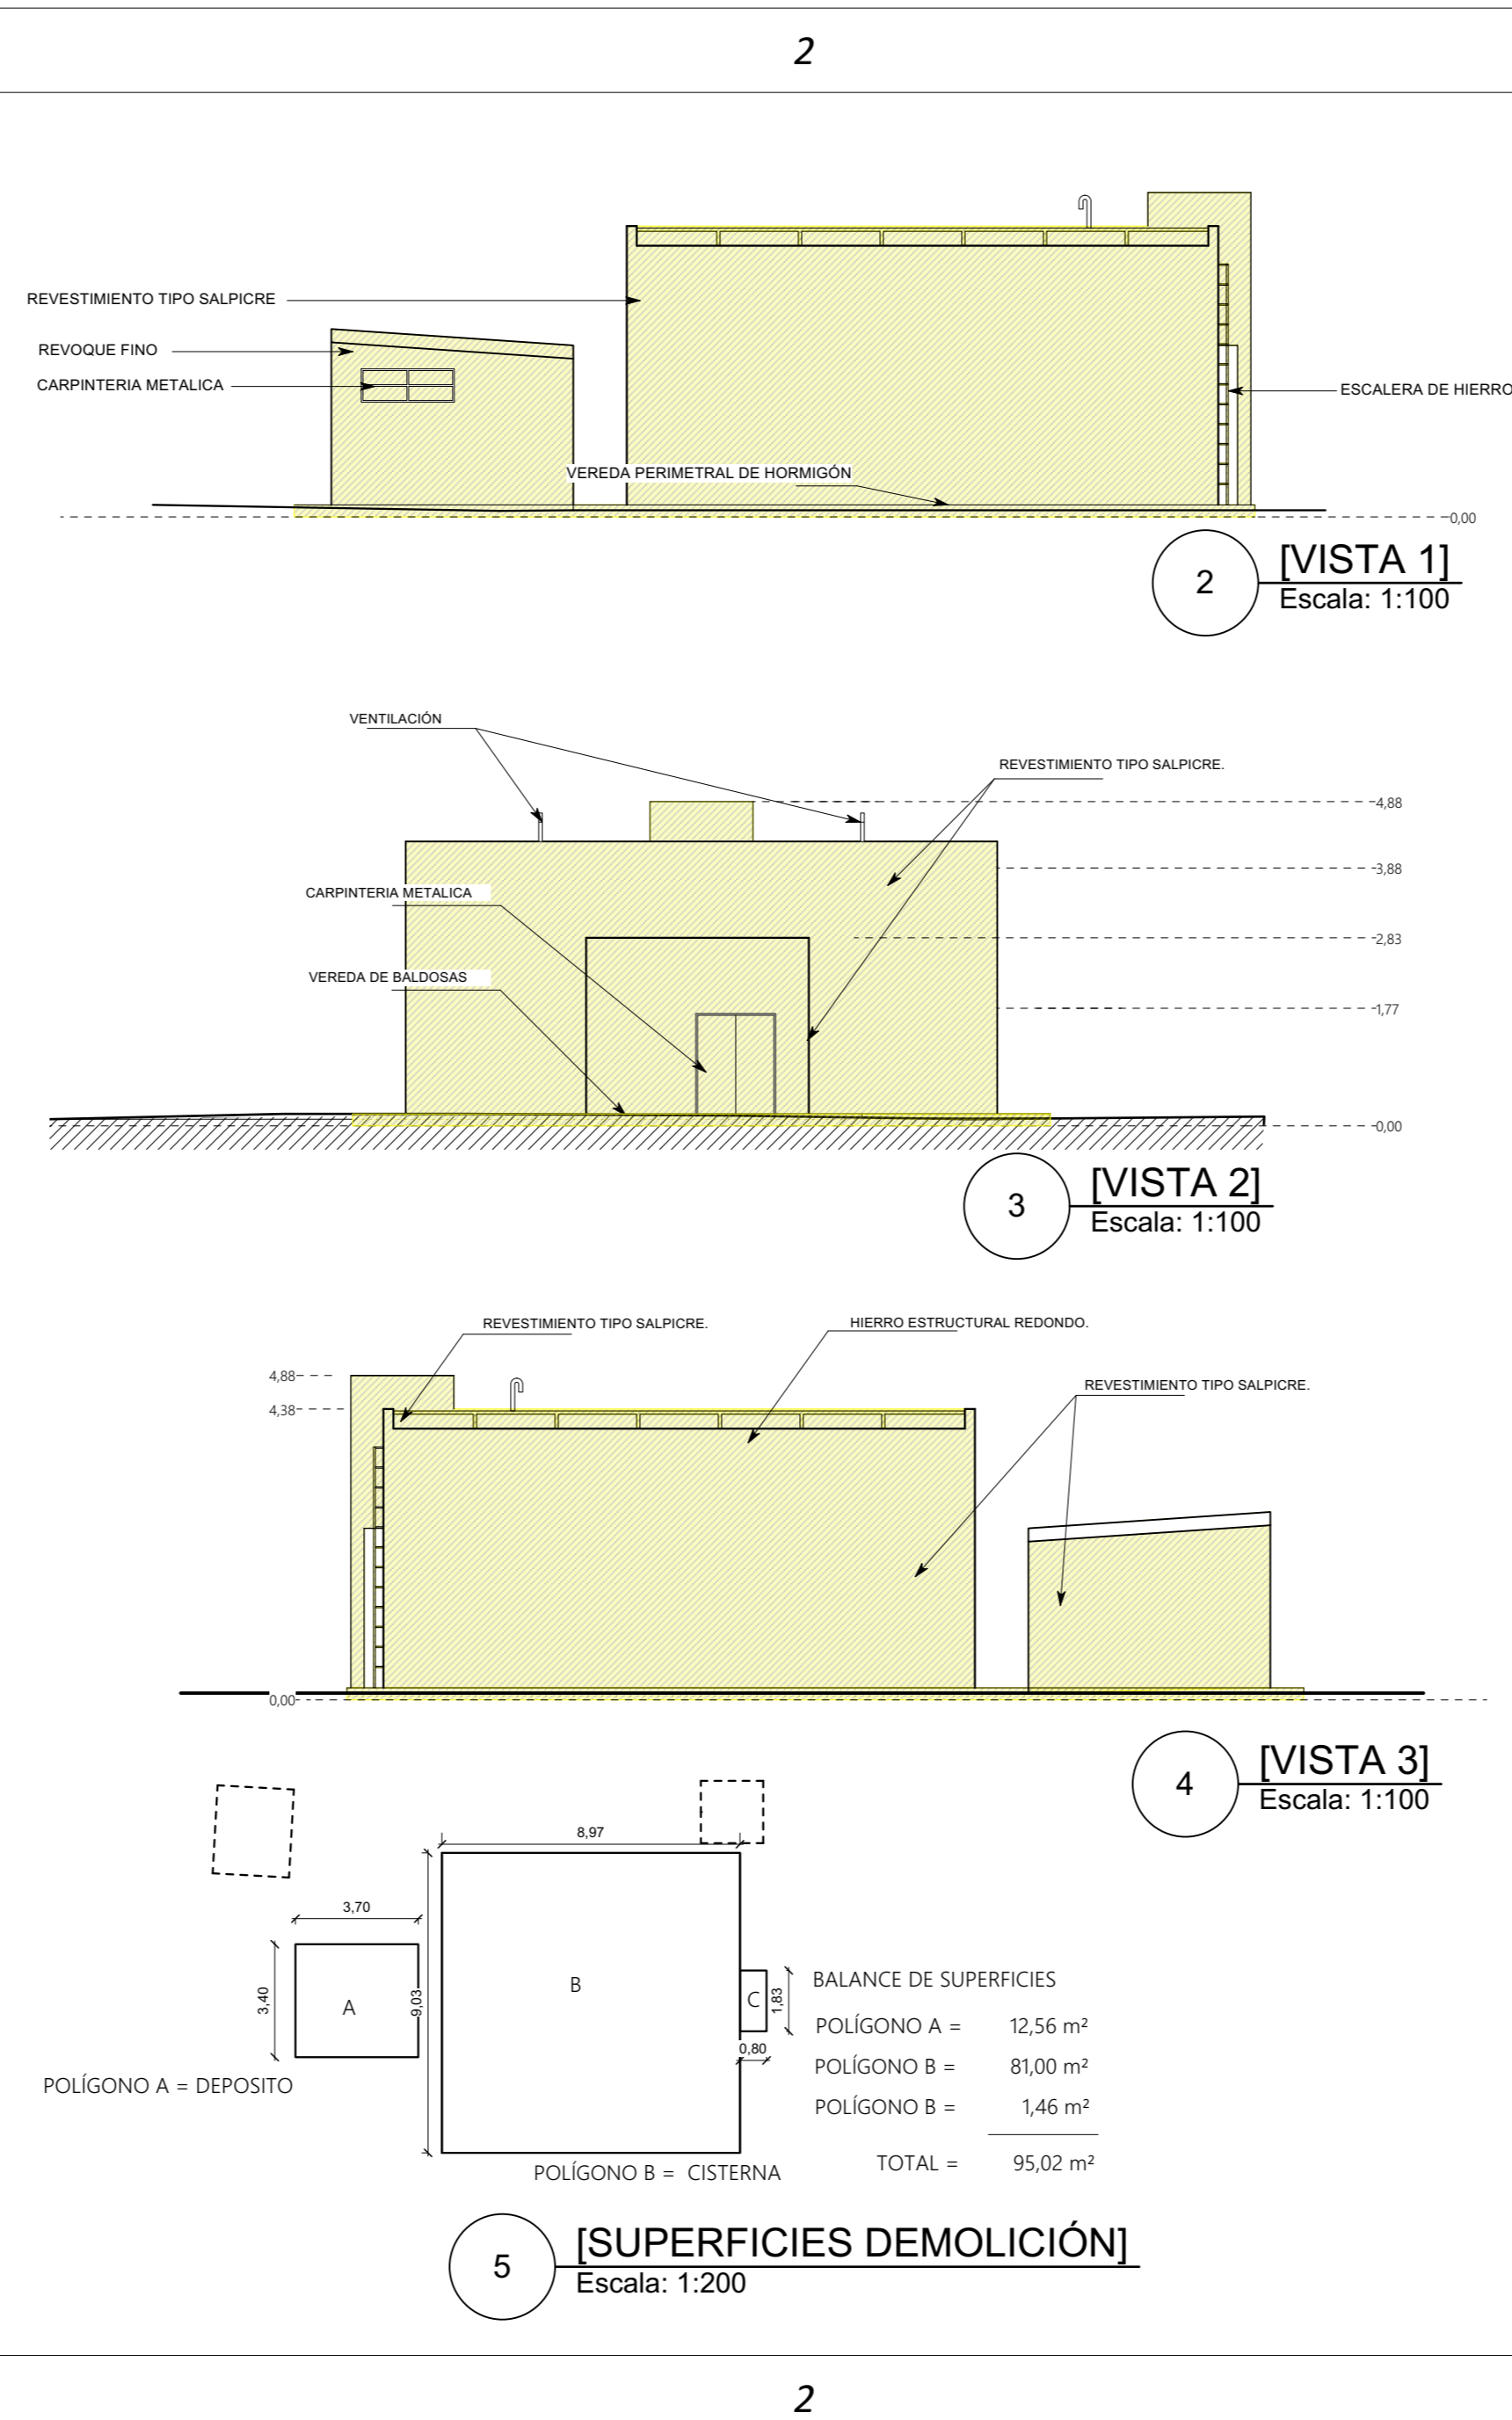 2
REVESTIMIENTO TIPO SALPICRE
REVOQUE FINO
CARPINTERIA METALICA
ESCALERA DE HIERRO
VEREDA PERIMETRAL DE HORMIGÓN
0,00
2
[VISTA 1]
Escala: 1:100
VENTILACIÓN
REVESTIMIENTO TIPO SALPICRE.
4,88
3,88
CARPINTERIA METALICA
2,83
VEREDA DE BALDOSAS
1,77
0,00
3
[VISTA 2]
Escala: 1:100
REVESTIMIENTO TIPO SALPICRE.
HIERRO ESTRUCTURAL REDONDO.
4,88
4,38
REVESTIMIENTO TIPO SALPICRE.
0,00
4
[VISTA 3]
Escala: 1:100
8,97
3,70
3,40
A
9,03
B
C
1,83
0,80
POLÍGONO A = DEPOSITO
POLÍGONO B = CISTERNA
BALANCE DE SUPERFICIES
POLÍGONO A = 12,56 m²
POLÍGONO B = 81,00 m²
POLÍGONO B = 1,46 m²
TOTAL = 95,02 m²
5
[SUPERFICIES DEMOLICIÓN]
Escala: 1:200
2